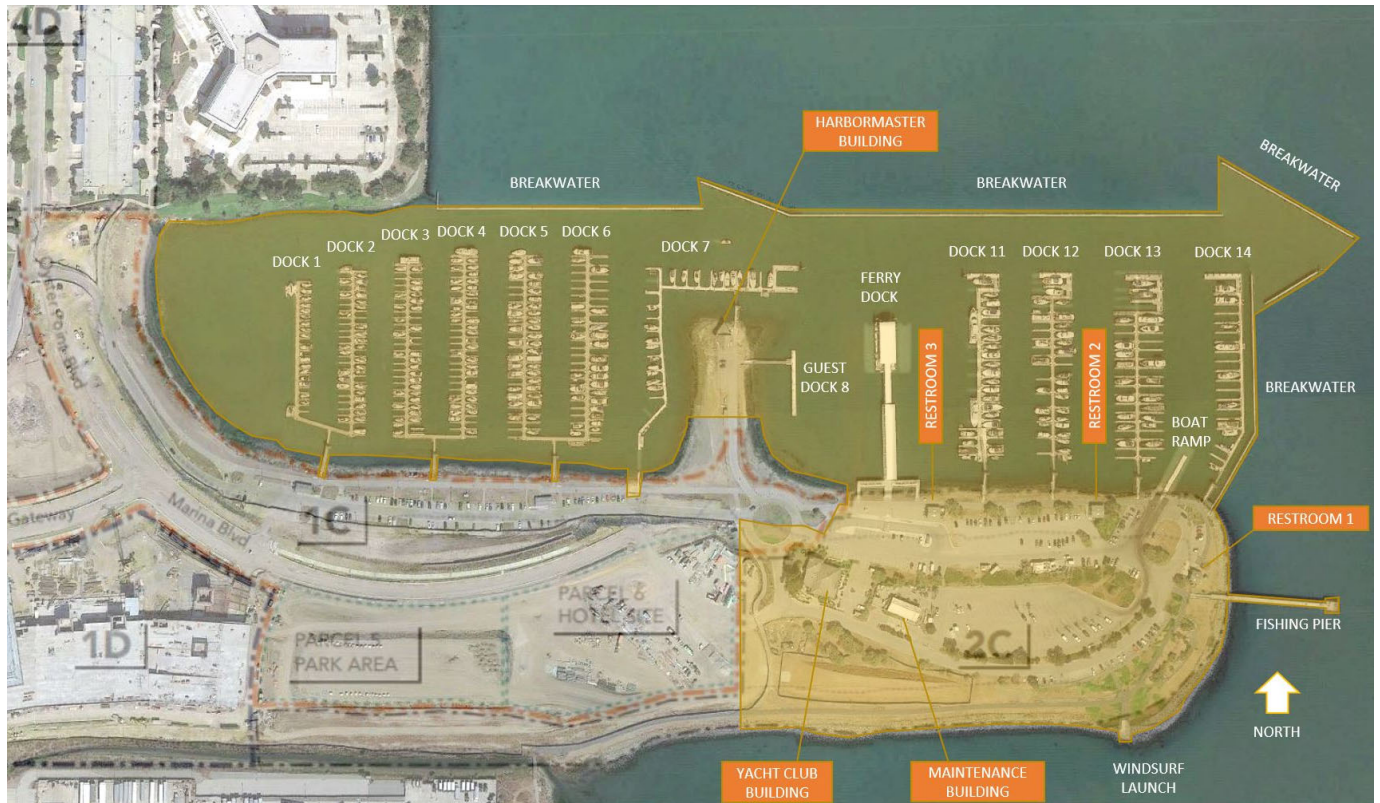 4D
HARBORMASTER
BUILDING
BREAKWATER
BREAKWATER
BREAKWATER
DOCK 1
DOCK 2
DOCK 3
DOCK 4
DOCK 5
DOCK 6
DOCK 7
FERRY
DOCK
DOCK 11
DOCK 12
DOCK 13
DOCK 14
GUEST
DOCK 8
RESTROOM 3
RESTROOM 2
BREAKWATER
BOAT
RAMP
Oyster Point Blvd
Marina Blvd
Gateway
1C
RESTROOM 1
PARCEL 6
HOTEL SITE
PARCEL 5
PARK AREA
1D
2C
FISHING PIER
NORTH
YACHT CLUB
BUILDING
MAINTENANCE
BUILDING
WINDSURF
LAUNCH